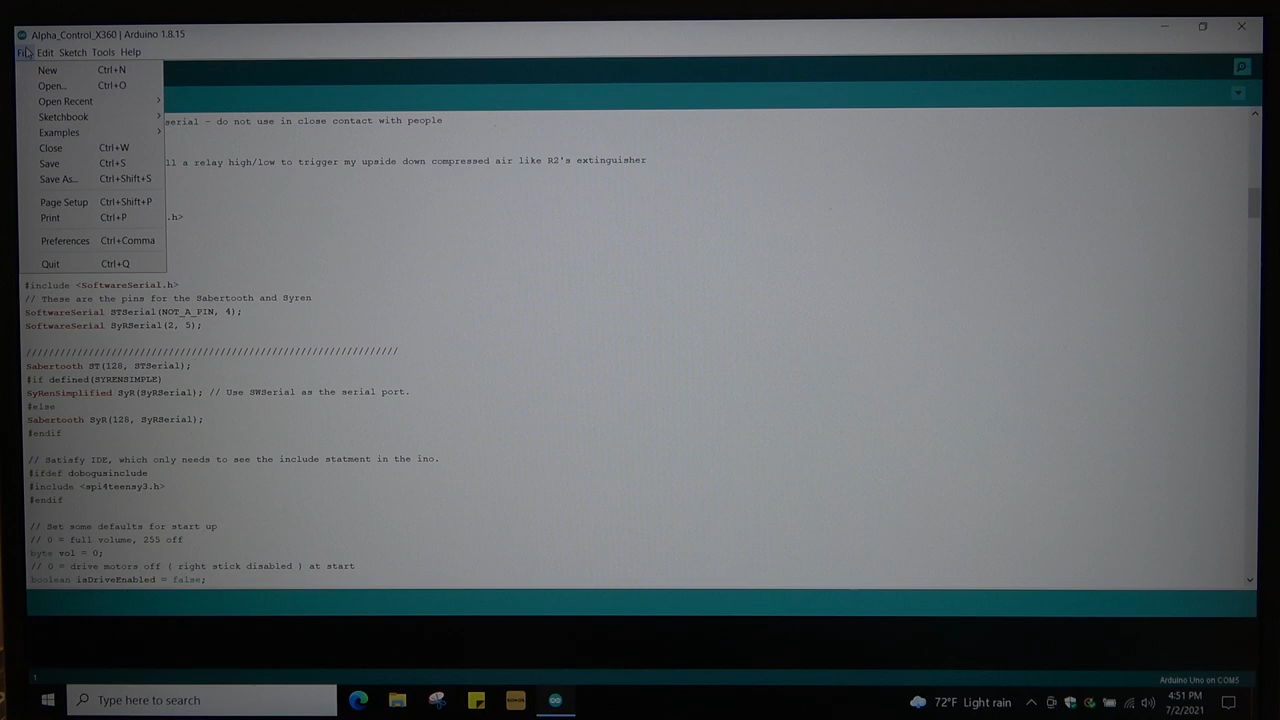 Alpha_Control_X360 | Arduino 1.8.15
File Edit Sketch Tools Help
New Ctrl+N
Open... Ctrl+O
Open Recent
Sketchbook
Examples
Close Ctrl+W
Save Ctrl+S
Save As... Ctrl+Shift+S
Page Setup Ctrl+Shift+P
Print Ctrl+P
Preferences Ctrl+Comma
Quit Ctrl+Q
serial - do not use in close contact with people
ll a relay high/low to trigger my upside down compressed air like R2's extinguisher
.h>
#include <SoftwareSerial.h>
// These are the pins for the Sabertooth and Syren
SoftwareSerial STSerial(NOT_A_PIN, 4);
SoftwareSerial SyRSerial(2, 5);
///////////////////////////////////////////////////////////////////
Sabertooth ST(128, STSerial);
#if defined(SYRENSIMPLE)
SyRenSimplified SyR(SyRSerial); // Use SWSerial as the serial port.
#else
Sabertooth SyR(128, SyRSerial);
#endif
// Satisfy IDE, which only needs to see the include statment in the ino.
#ifdef dobogusinclude
#include <spi4teensy3.h>
#endif
// Set some defaults for start up
// 0 = full volume, 255 off
byte vol = 0;
// 0 = drive motors off ( right stick disabled ) at start
boolean isDriveEnabled = false;
1
Arduino Uno on COM5
Type here to search
SONOS
72°F Light rain
4:51 PM
7/2/2021